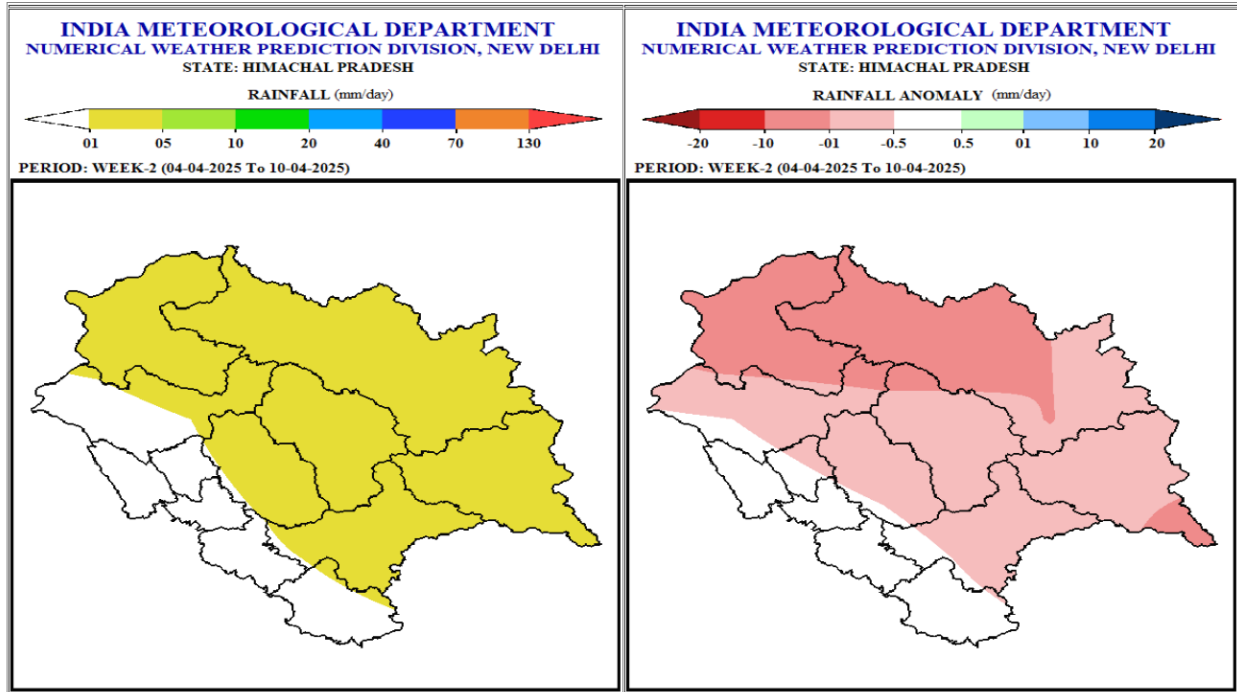 INDIA METEOROLOGICAL DEPARTMENT
NUMERICAL WEATHER PREDICTION DIVISION, NEW DELHI
STATE: HIMACHAL PRADESH
RAINFALL (mm/day)
01 05 10 20 40 70 130
PERIOD: WEEK-2 (04-04-2025 To 10-04-2025)
INDIA METEOROLOGICAL DEPARTMENT
NUMERICAL WEATHER PREDICTION DIVISION, NEW DELHI
STATE: HIMACHAL PRADESH
RAINFALL ANOMALY (mm/day)
-20 -10 -01 -0.5 0.5 01 10 20
PERIOD: WEEK-2 (04-04-2025 To 10-04-2025)